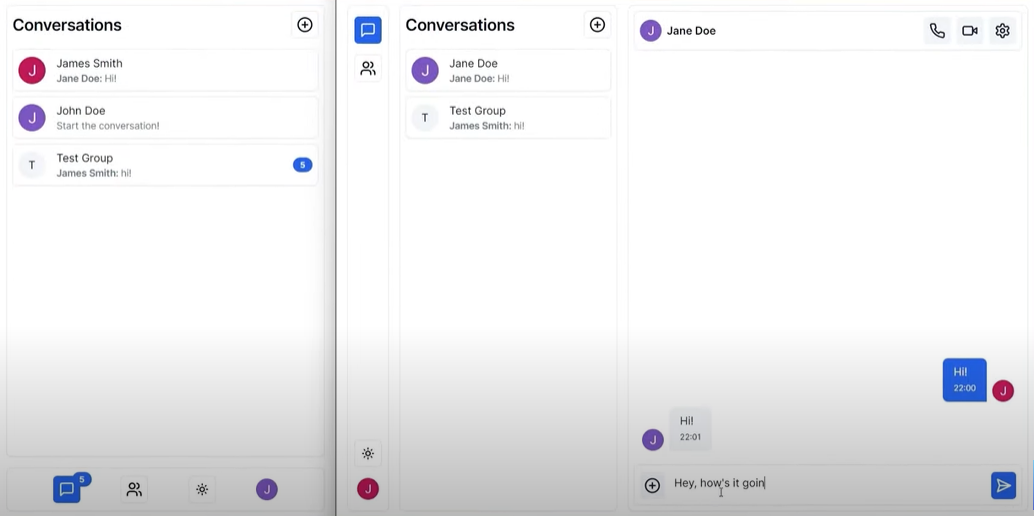 Conversations
J
James Smith
Jane Doe: Hi!
J
John Doe
Start the conversation!
T
Test Group
James Smith: hi!
5
5
J
Conversations
J
Jane Doe
Jane Doe: Hi!
T
Test Group
James Smith: hi!
J
J
Jane Doe
Hi!
22:00
J
J
Hi!
22:01
Hey, how's it goin